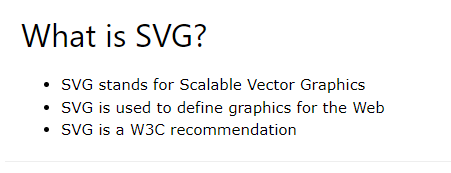 What is SVG?
• SVG stands for Scalable Vector Graphics
• SVG is used to define graphics for the Web
• SVG is a W3C recommendation